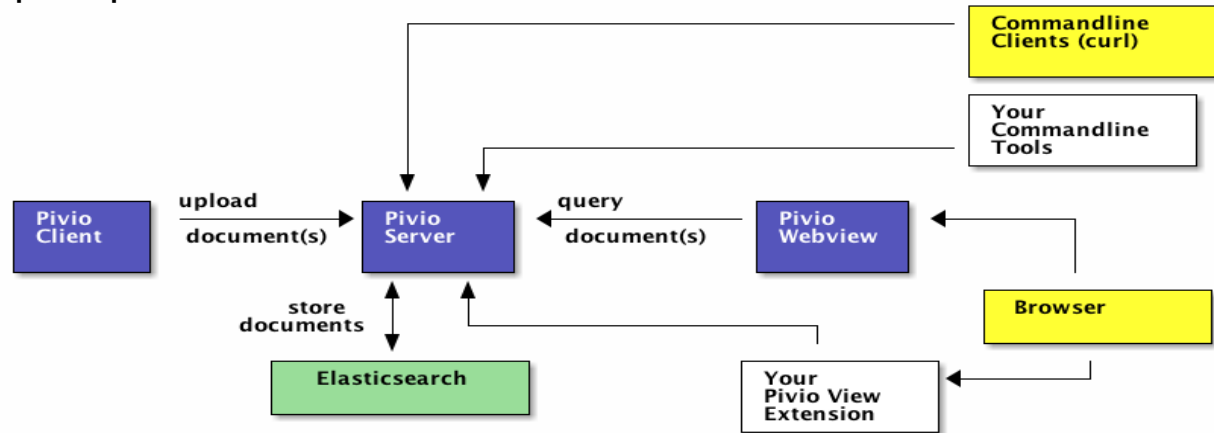 Commandline
Clients (curl)
Your
Commandline
Tools
Pivio
Client
upload
document(s)
Pivio
Server
query
document(s)
Pivio
Webview
store
documents
Browser
Elasticsearch
Your
Pivio View
Extension